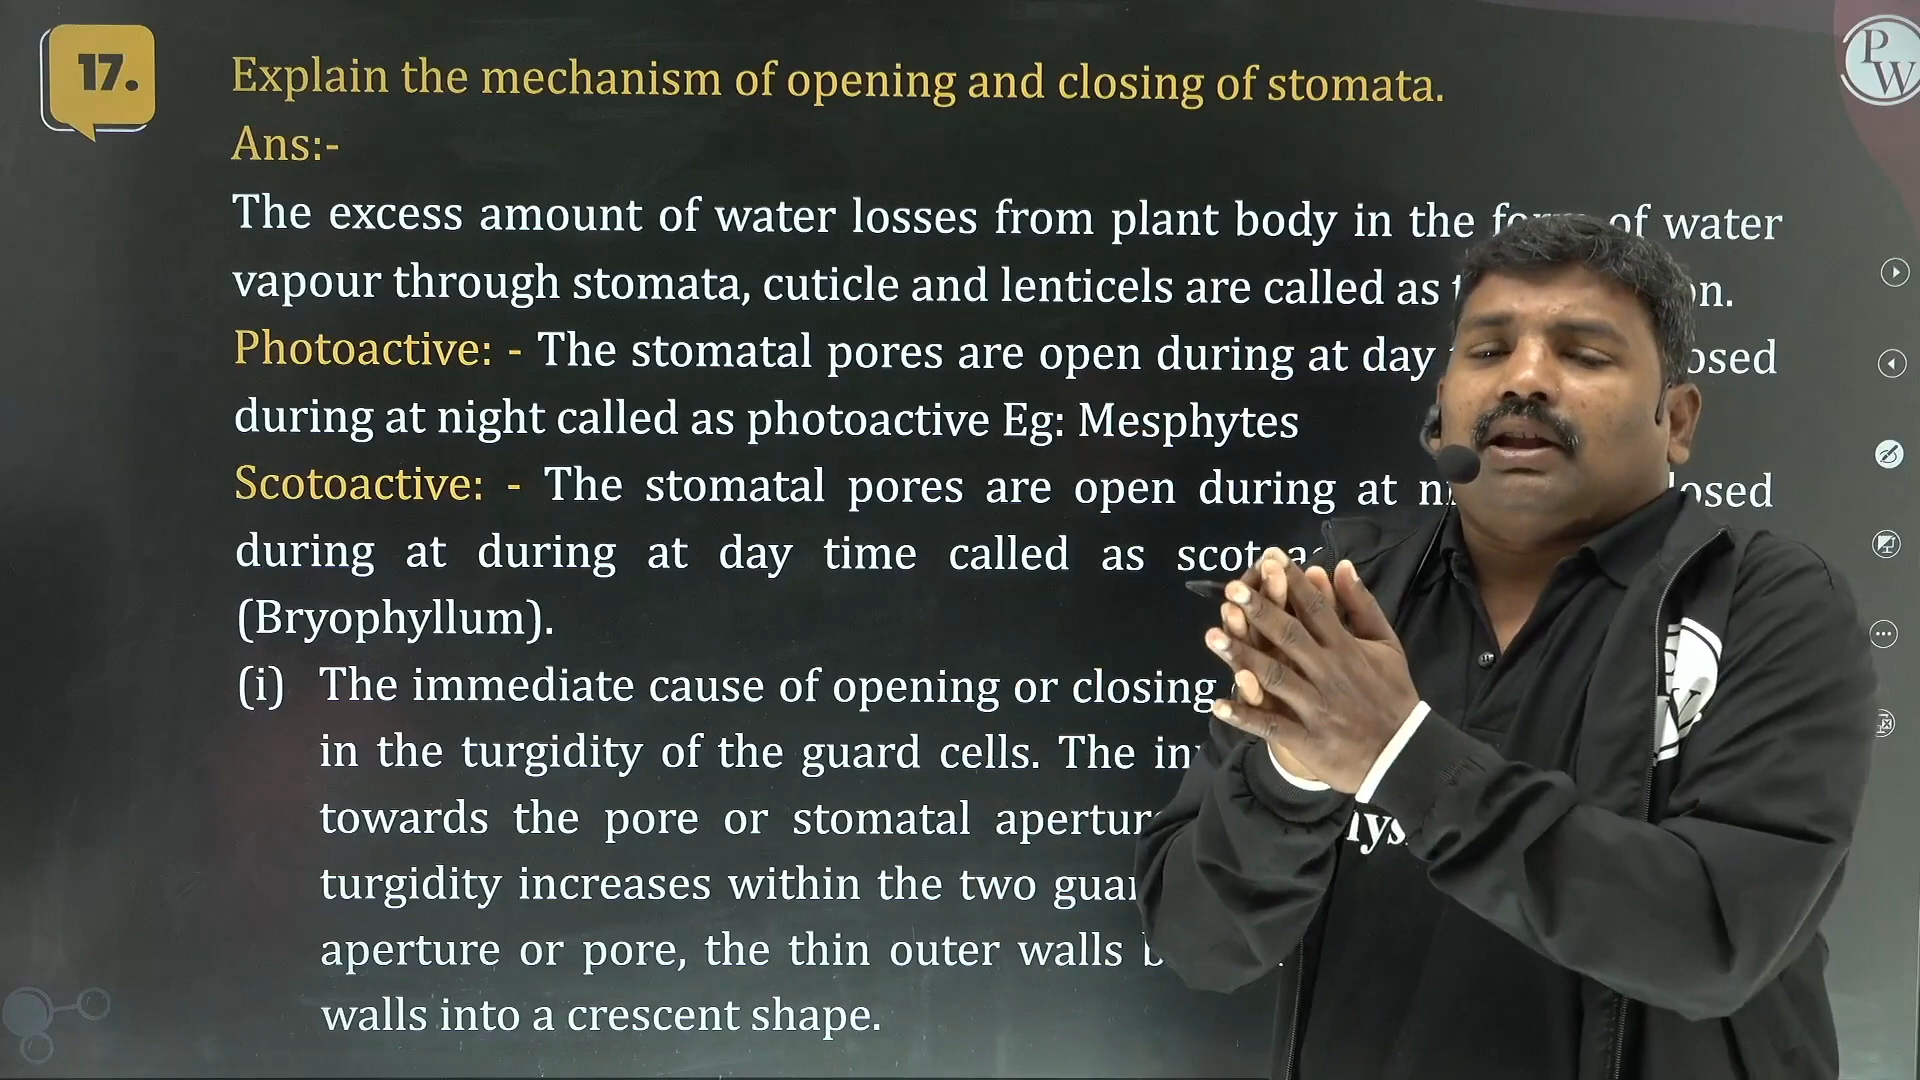 17.
Explain the mechanism of opening and closing of stomata.
Ans:-
The excess amount of water losses from plant body in the of water
vapour through stomata, cuticle and lenticels are called as
Photoactive: - The stomatal pores are open during at day
during at night called as photoactive Eg: Mesphytes
Scotoactive: - The stomatal pores are open during at
during at during at day time called as
(Bryophyllum).
(i) The immediate cause of opening or closing
in the turgidity of the guard cells. The
towards the pore or stomatal
turgidity increases within the two
aperture or pore, the thin outer walls
walls into a crescent shape.
PW